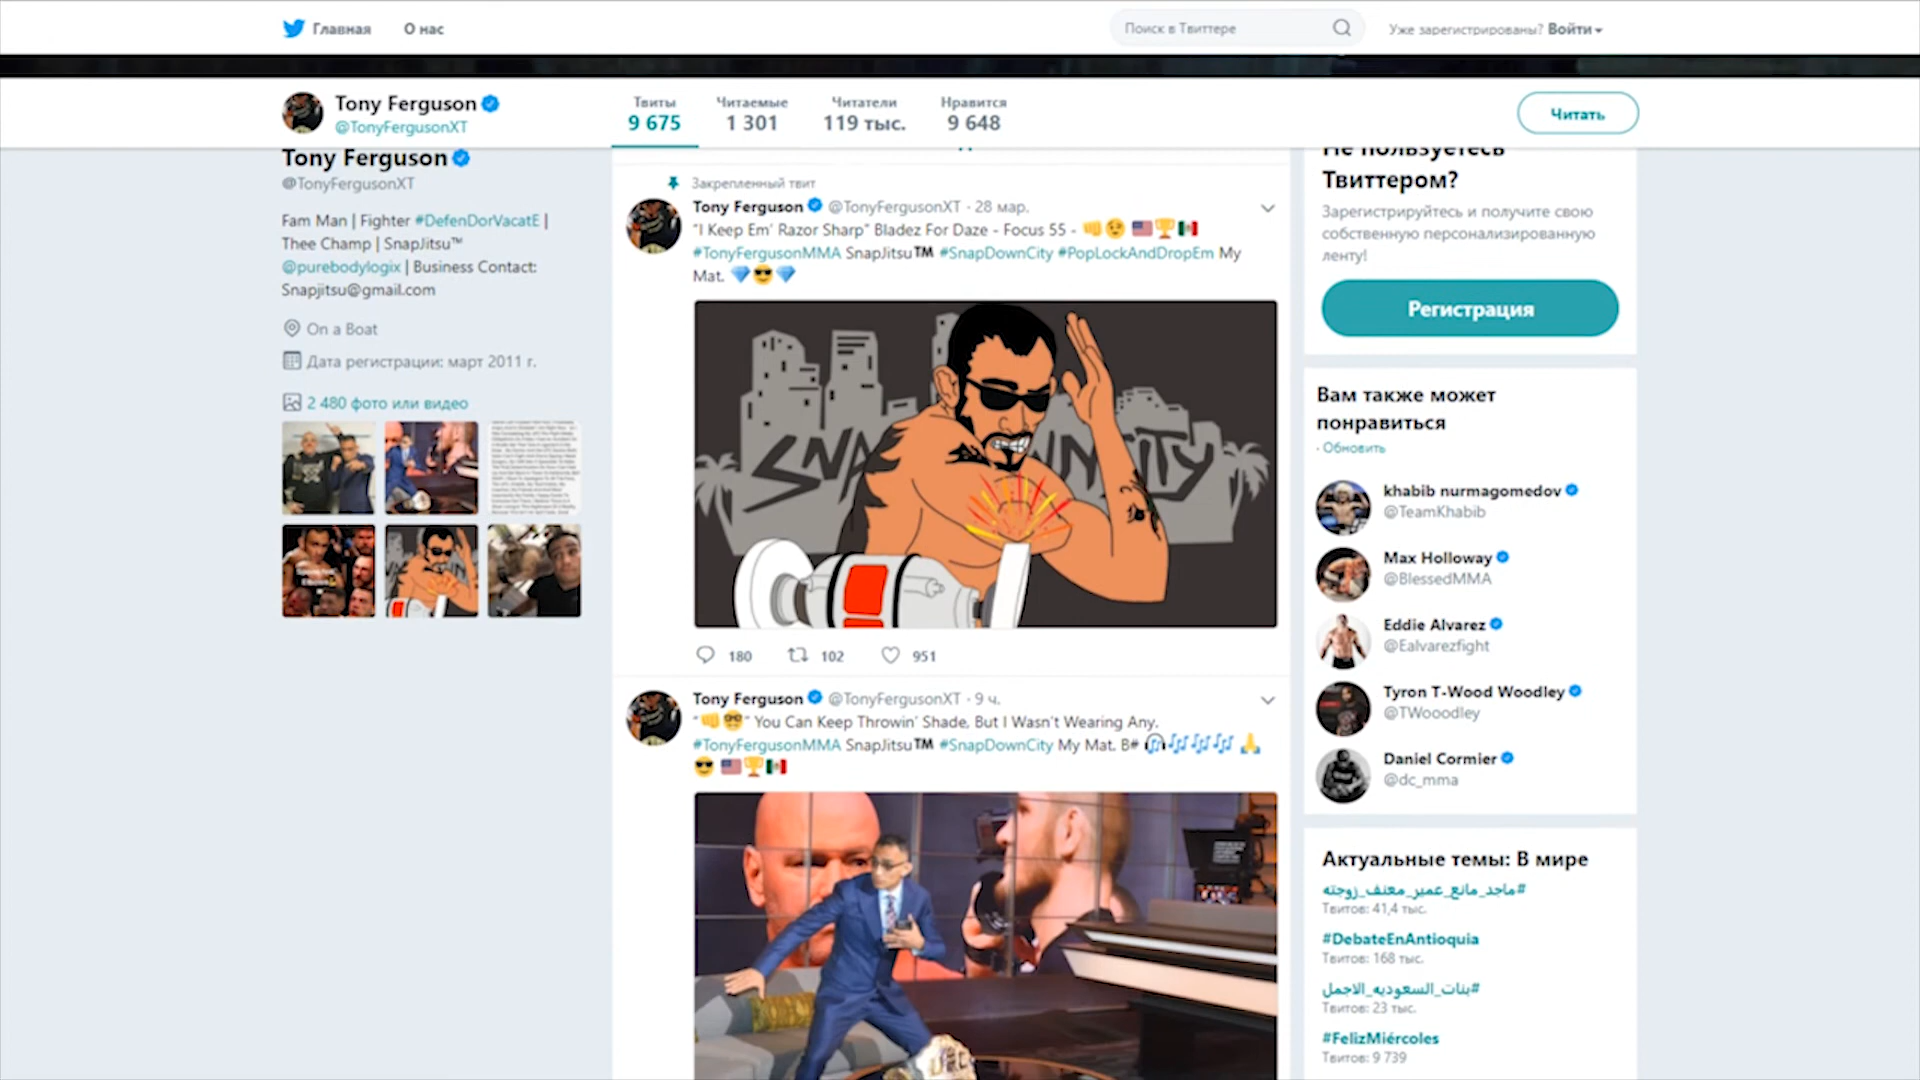 Главная О нас
Поиск в Твиттере
Уже зарегистрированы? Войти
Tony Ferguson
@TonyFergusonXT
Твиты Читаемые Читатели Нравится
9 675 1 301 119 тыс. 9 648
Читать
Tony Ferguson
@TonyFergusonXT
Fam Man | Fighter #DefenDorVacatE |
Thee Champ | SnapJitsu™
@purebodylogix | Business Contact:
Snapjitsu@gmail.com
On a Boat
Дата регистрации: март 2011 г.
2 480 фото или видео
Закрепленный твит
Tony Ferguson @TonyFergusonXT · 28 мар.
"I Keep Em' Razor Sharp" Bladez For Daze - Focus 55 - 👊😉 🇺🇸🏆🇲🇽
#TonyFergusonMMA SnapJitsu™ #SnapDownCity #PopLockAndDropEm My
Mat. 💎😎💎
180 102 951
Tony Ferguson @TonyFergusonXT · 9 ч.
"👊🤓" You Can Keep Throwin' Shade, But I Wasn't Wearing Any.
#TonyFergusonMMA SnapJitsu™ #SnapDownCity My Mat. B# 🎧🎶🎶🎶 🙏
😎 🇺🇸🏆🇲🇽
Не пользуетесь
Твиттером?
Зарегистрируйтесь и получите свою
собственную персонализированную
ленту!
Регистрация
Вам также может
понравиться
· Обновить
khabib nurmagomedov
@TeamKhabib
Max Holloway
@BlessedMMA
Eddie Alvarez
@Ealvarezfight
Tyron T-Wood Woodley
@TWooodley
Daniel Cormier
@dc_mma
Актуальные темы: В мире
#ماجد_مانع_عمير_معنف_زوجته
Твитов: 41,4 тыс.
#DebateEnAntioquia
Твитов: 168 тыс.
#بنات_السعوديه_الاجمل
Твитов: 23 тыс.
#FelizMiércoles
Твитов: 9 739